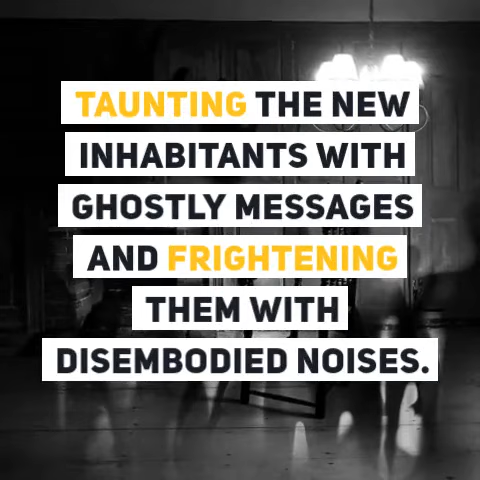 TAUNTING THE NEW
INHABITANTS WITH
GHOSTLY MESSAGES
AND FRIGHTENING
THEM WITH
DISEMBODIED NOISES.